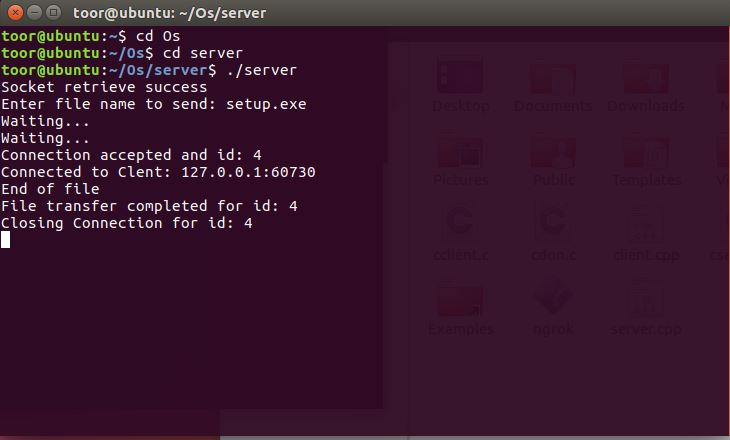 toor@ubuntu: ~/Os/server
toor@ubuntu:~$ cd Os
toor@ubuntu:~/Os$ cd server
toor@ubuntu:~/Os/server$ ./server
Socket retrieve success
Enter file name to send: setup.exe
Waiting...
Waiting...
Connection accepted and id: 4
Connected to Clent: 127.0.0.1:60730
End of file
File transfer completed for id: 4
Closing Connection for id: 4
Desktop Documents Downloads
Pictures Public Templates
cclient.c cdon.c client.cpp
Examples ngrok server.cpp